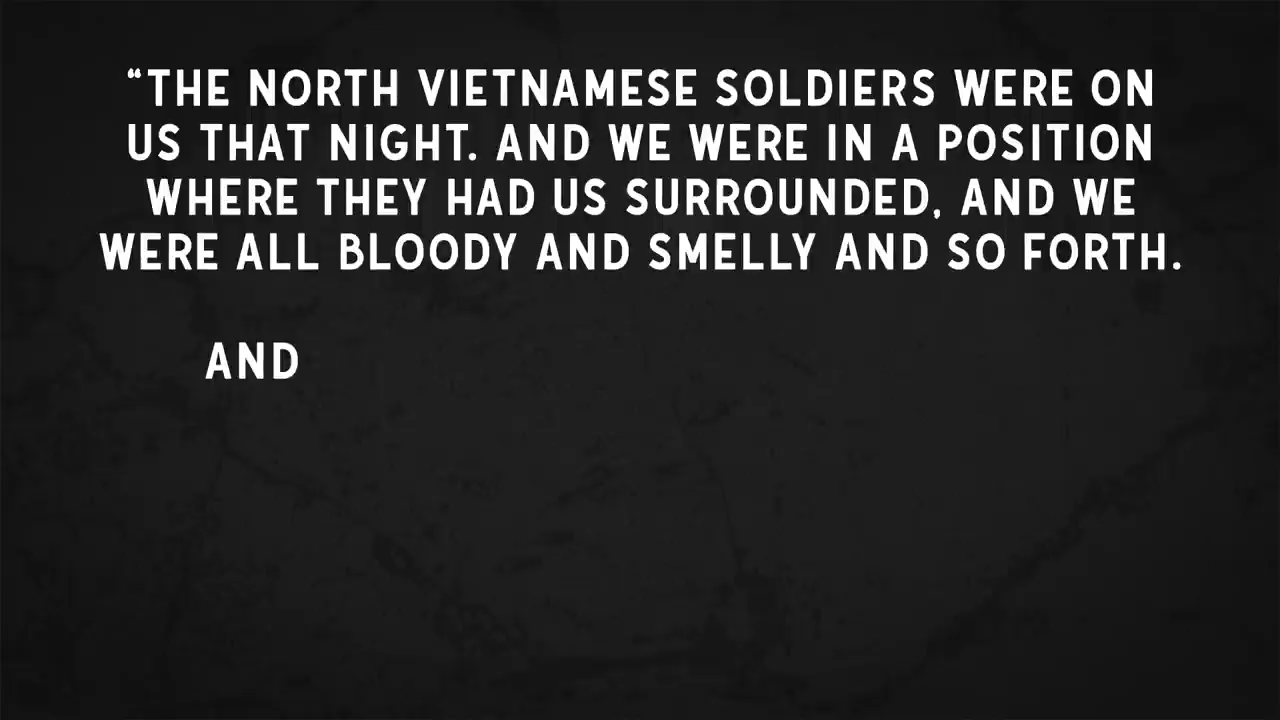 “THE NORTH VIETNAMESE SOLDIERS WERE ON
US THAT NIGHT. AND WE WERE IN A POSITION
WHERE THEY HAD US SURROUNDED, AND WE
WERE ALL BLOODY AND SMELLY AND SO FORTH.
AND